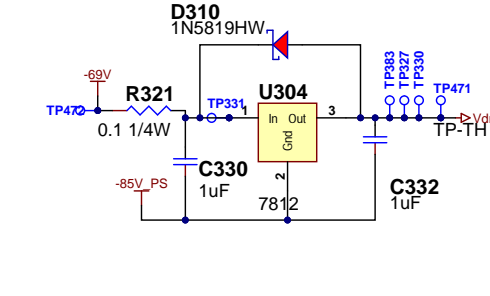 D310
1N5819HW
-69V
R321
TP472
0.1 1/4W
TP331
U304
1
In Out
3
Gnd
2
7812
TP383
TP327
TP330
TP471
TP-TH
C330
1uF
-85V_PS
C332
1uF